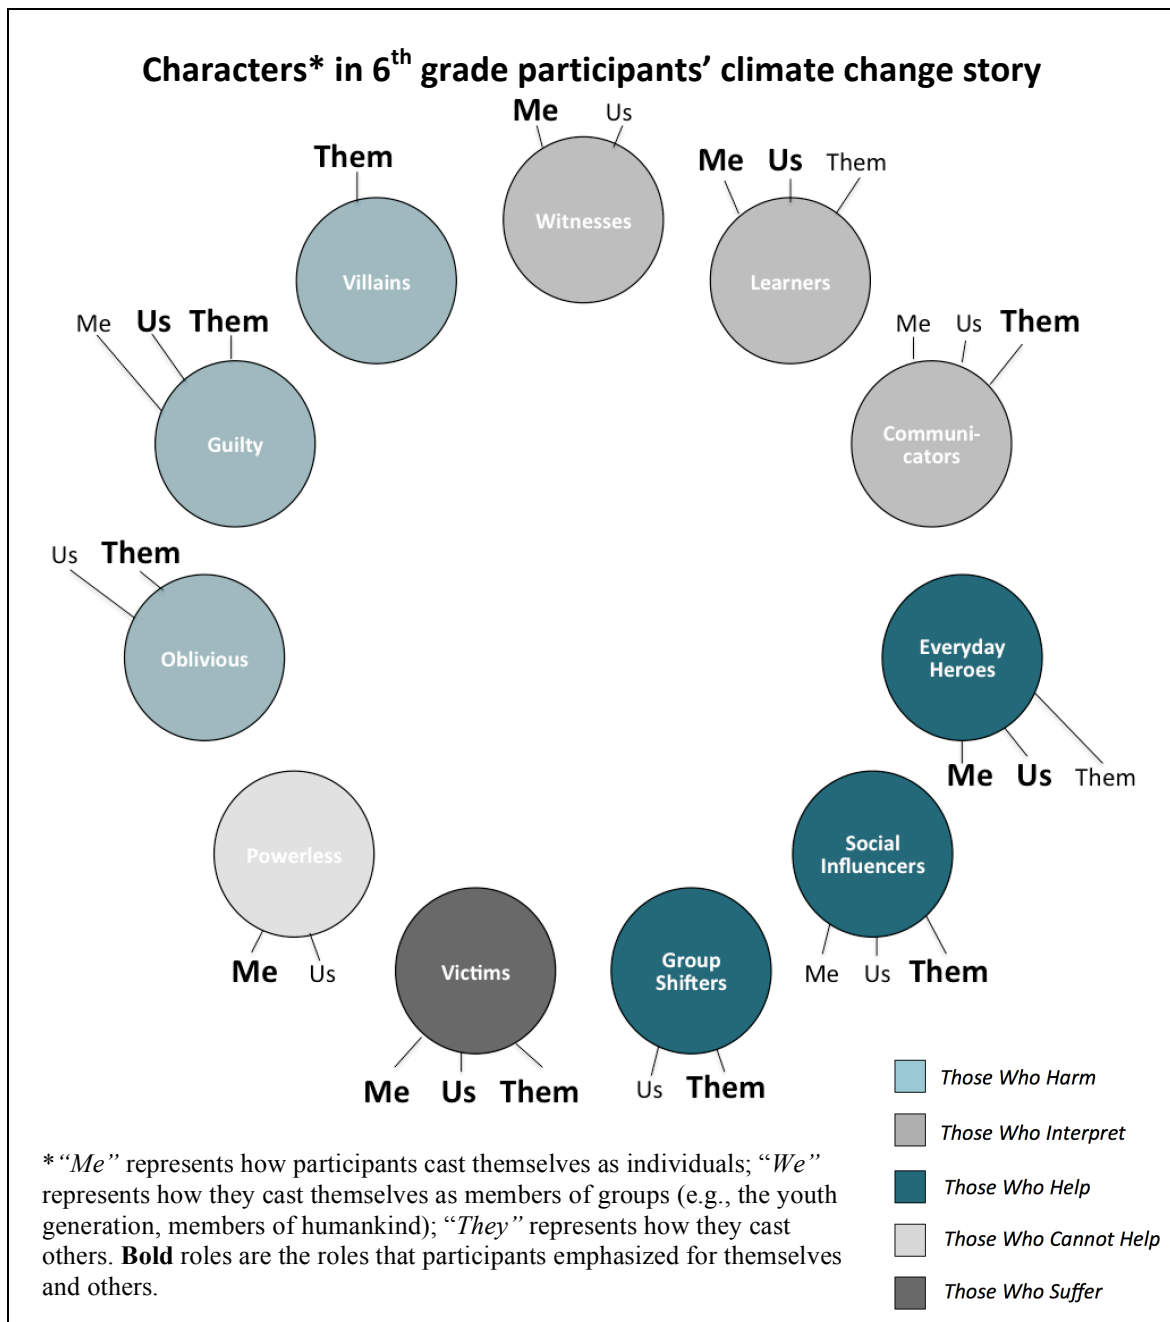 Characters* in 6th grade participants' climate change story
Me Us
Witnesses
Them
Villains
Me Us Them
Learners
Me Us Them
Guilty
Me Us Them
Communi-
cators
Us Them
Oblivious
Everyday
Heroes
Me Us Them
Powerless
Me Us
Social
Influencers
Me Us Them
Victims
Me Us Them
Group
Shifters
Us Them
Those Who Harm
Those Who Interpret
Those Who Help
Those Who Cannot Help
Those Who Suffer
*“Me” represents how participants cast themselves as individuals; “We”
represents how they cast themselves as members of groups (e.g., the youth
generation, members of humankind); “They” represents how they cast
others. Bold roles are the roles that participants emphasized for themselves
and others.